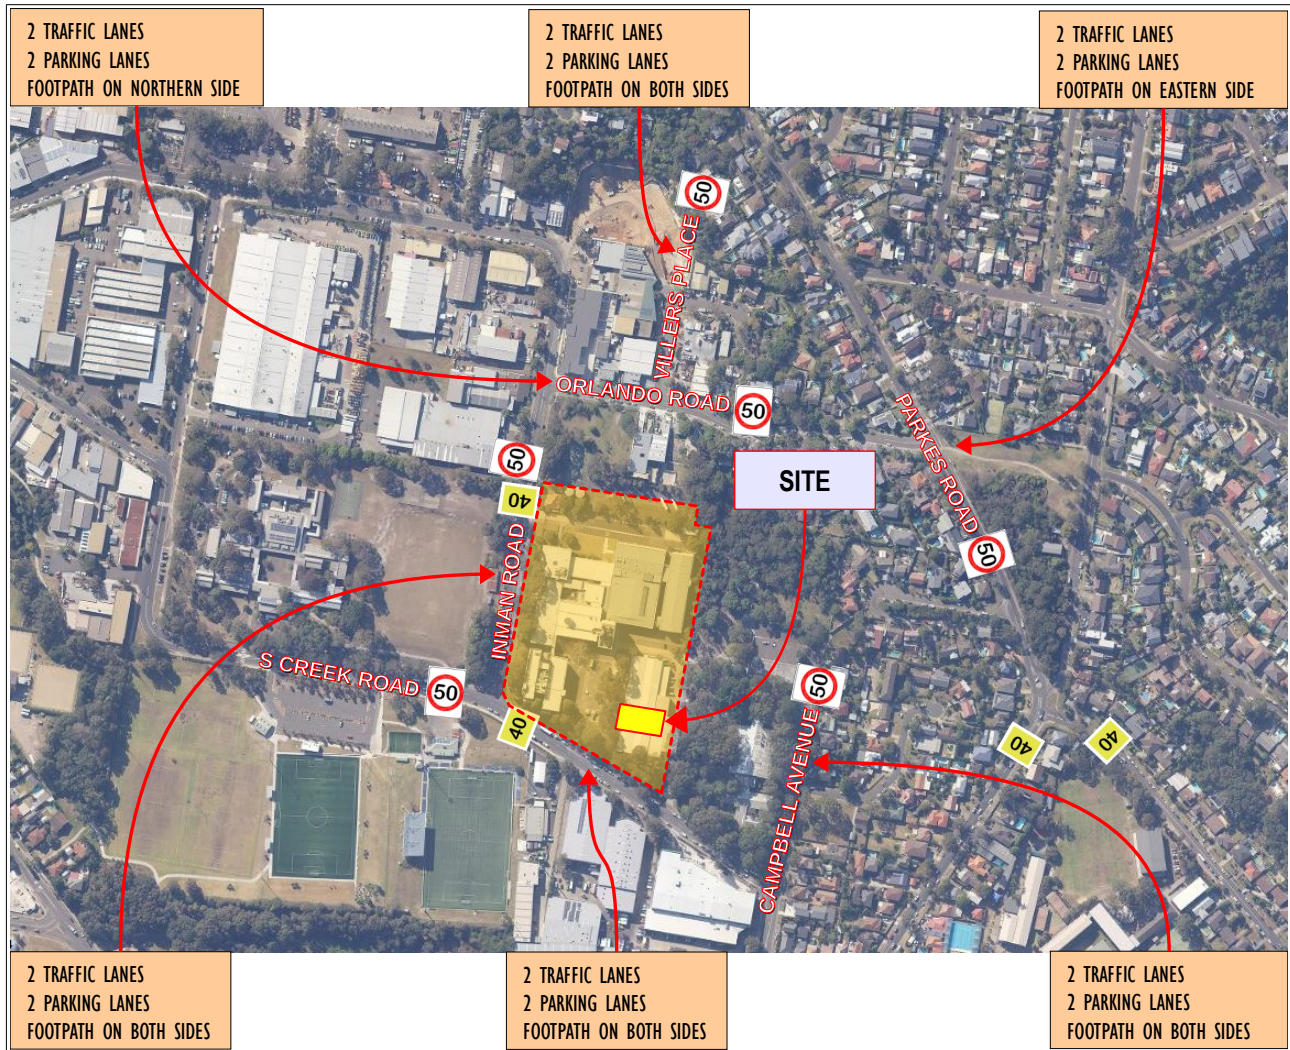 2 TRAFFIC LANES
2 PARKING LANES
FOOTPATH ON NORTHERN SIDE
2 TRAFFIC LANES
2 PARKING LANES
FOOTPATH ON BOTH SIDES
2 TRAFFIC LANES
2 PARKING LANES
FOOTPATH ON EASTERN SIDE
50
VILLERS PLACE
ORLANDO ROAD
50
PARKES ROAD
50
50
40
SITE
INMAN ROAD
50
S CREEK ROAD
50
40
CAMPBELL AVENUE
40
40
2 TRAFFIC LANES
2 PARKING LANES
FOOTPATH ON BOTH SIDES
2 TRAFFIC LANES
2 PARKING LANES
FOOTPATH ON BOTH SIDES
2 TRAFFIC LANES
2 PARKING LANES
FOOTPATH ON BOTH SIDES